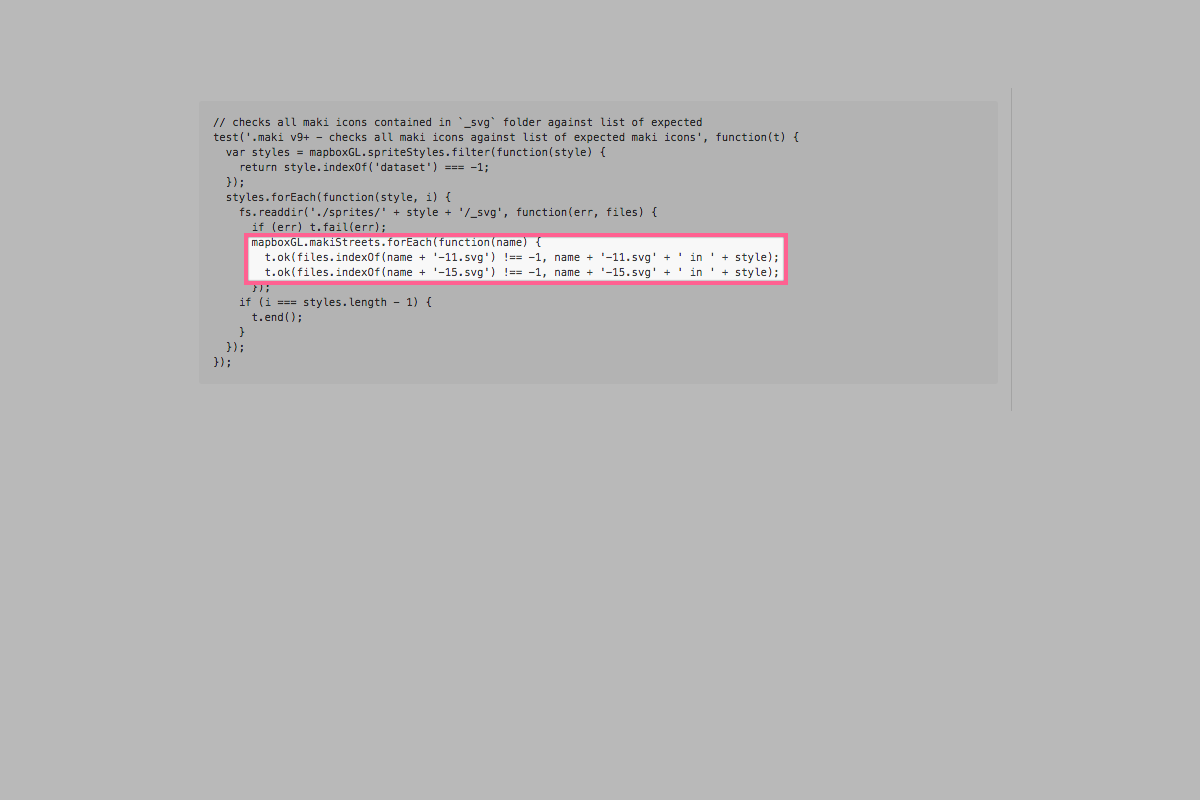 // checks all maki icons contained in `_svg` folder against list of expected
test('.maki v9+ - checks all maki icons against list of expected maki icons', function(t) {
  var styles = mapboxGL.spriteStyles.filter(function(style) {
    return style.indexOf('dataset') === -1;
  });
  styles.forEach(function(style, i) {
    fs.readdir('./sprites/' + style + '/_svg', function(err, files) {
      if (err) t.fail(err);
      mapboxGL.makiStreets.forEach(function(name) {
        t.ok(files.indexOf(name + '-11.svg') !== -1, name + '-11.svg' + ' in ' + style);
        t.ok(files.indexOf(name + '-15.svg') !== -1, name + '-15.svg' + ' in ' + style);
      });
    if (i === styles.length - 1) {
      t.end();
    }
  });
});